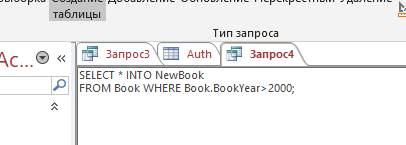 Создание Добавление Обновление Перекрестный Удаление
таблицы
Тип запроса
Ac...
Запрос3
Auth
Запрос4
SELECT * INTO NewBook
FROM Book WHERE Book.BookYear>2000;